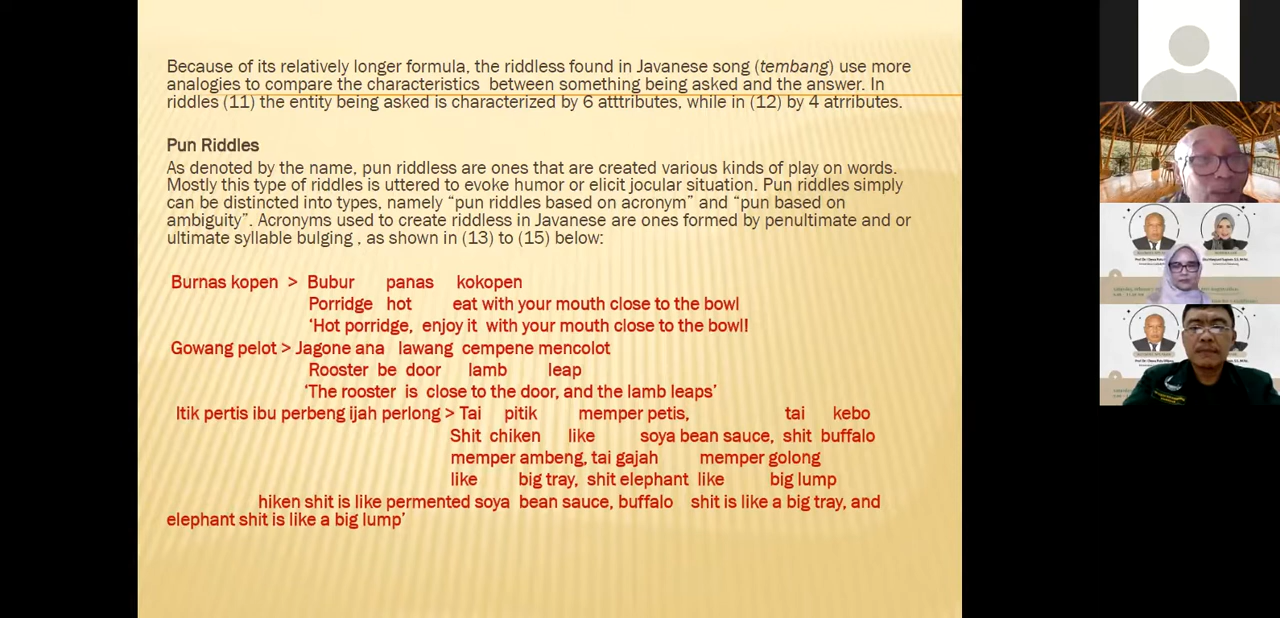 Because of its relatively longer formula, the riddless found in Javanese song (tembang) use more
analogies to compare the characteristics between something being asked and the answer. In
riddles (11) the entity being asked is characterized by 6 atttributes, while in (12) by 4 atrributes.
Pun Riddles
As denoted by the name, pun riddless are ones that are created various kinds of play on words.
Mostly this type of riddles is uttered to evoke humor or elicit jocular situation. Pun riddles simply
can be distincted into types, namely “pun riddles based on acronym” and “pun based on
ambiguity”. Acronyms used to create riddless in Javanese are ones formed by penultimate and or
ultimate syllable bulging , as shown in (13) to (15) below:
Burnas kopen > Bubur panas kokopen
Porridge hot eat with your mouth close to the bowl
‘Hot porridge, enjoy it with your mouth close to the bowl!
Gowang pelot > Jagone ana lawang cempene mencolot
Rooster be door lamb leap
‘The rooster is close to the door, and the lamb leaps’
Itik pertis ibu perbeng ijah perlong > Tai pitik memper petis, tai kebo
Shit chiken like soya bean sauce, shit buffalo
memper ambeng, tai gajah memper golong
like big tray, shit elephant like big lump
hiken shit is like permented soya bean sauce, buffalo shit is like a big tray, and
elephant shit is like a big lump’